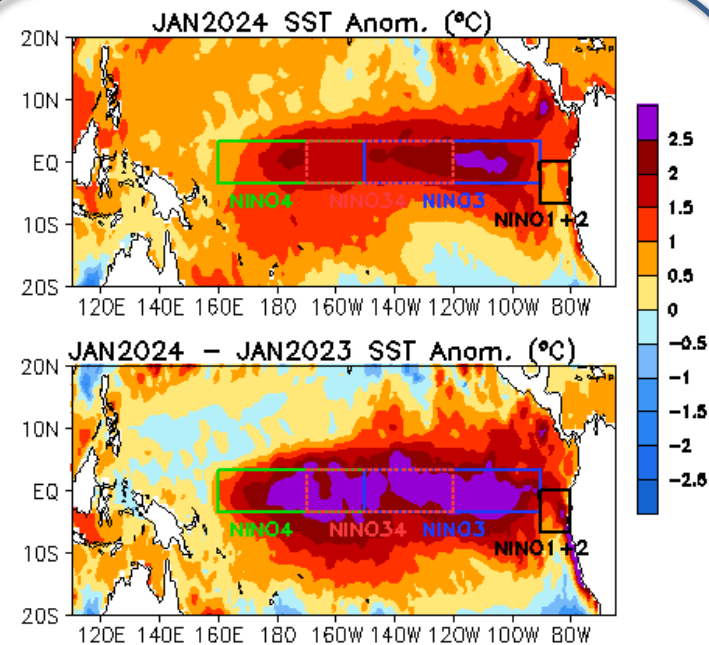 JAN2024 SST Anom. (ºC)
20N
10N
EQ
10S
20S
NINO4 NINO34 NINO3
NINO1+2
120E 140E 160E 180 160W 140W 120W 100W 80W
2.5
2
1.5
1
0.5
0
-0.5
-1
-1.5
-2
-2.5
JAN2024 - JAN2023 SST Anom. (ºC)
20N
10N
EQ
10S
20S
NINO4 NINO34 NINO3
NINO1+2
120E 140E 160E 180 160W 140W 120W 100W 80W